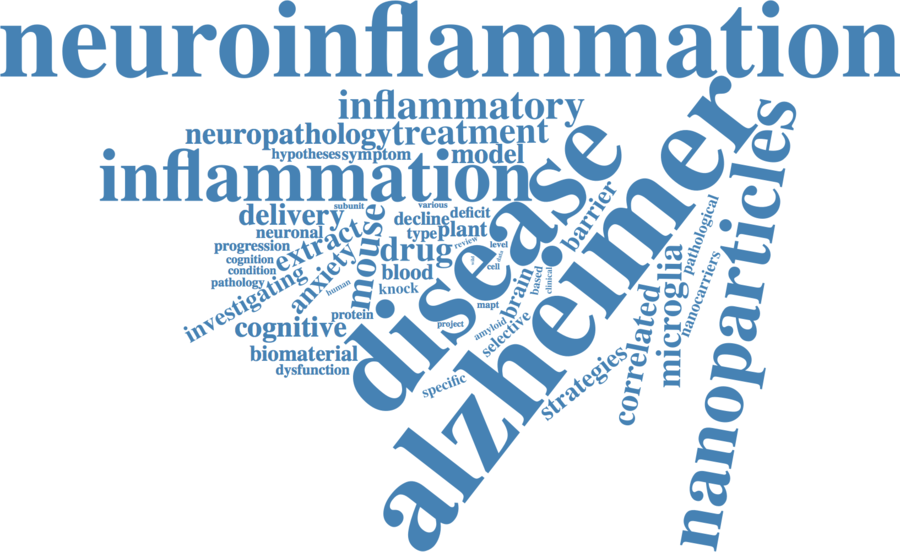 neuroinflammation
inflammatory
neuropathology
treatment
hypotheses
symptom
model
inflammation
disease
alzheimer
nanoparticles
subunit
various
delivery
decline
deficit
neuronal
type
plant
barrier
pathological
progression
extract
mouse
drug
review
level
cognition
condition
anxiety
blood
wild
data
cell
pathology
human
knock
brain
based
clinical
microglia
nanocarriers
investigating
protein
mapt
correlated
cognitive
project
amyloid
selective
biomaterial
dysfunction
specific
strategies